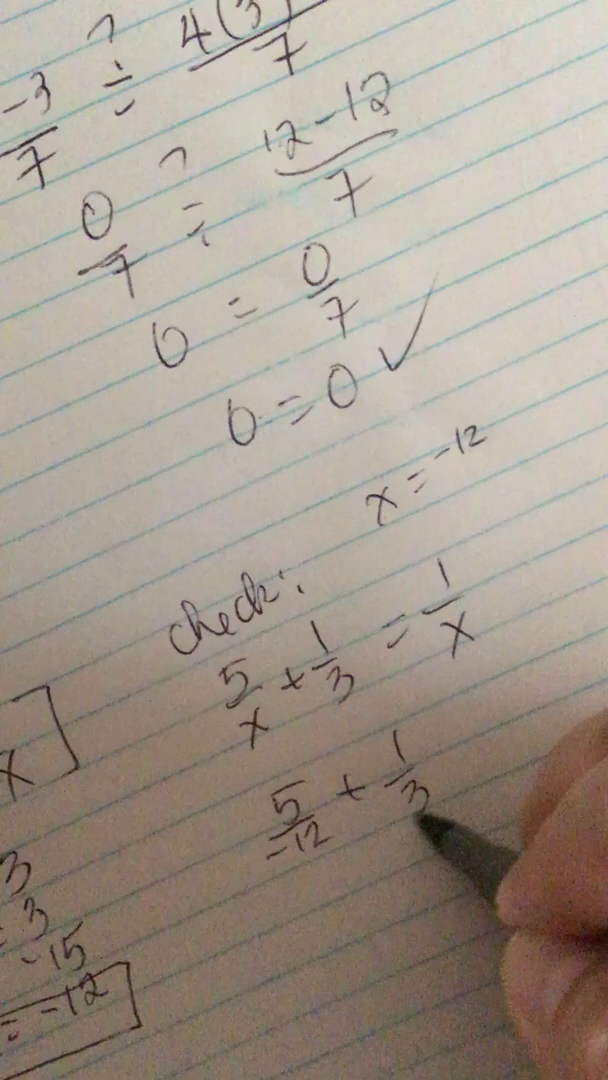 -3/7 ≟ 4(3)/7
0/7 ≟ 12-12/7
0 = 0/7
0 = 0 ✓
x = -12
check:
5/x + 1/3 = 1/x
5/-12 + 1/3
x]
3
3
-15
= -12